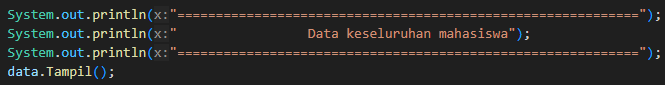 System.out.println(x:"============================================================");
System.out.println(x:"                 Data keseluruhan mahasiswa");
System.out.println(x:"============================================================");
data.Tampil();